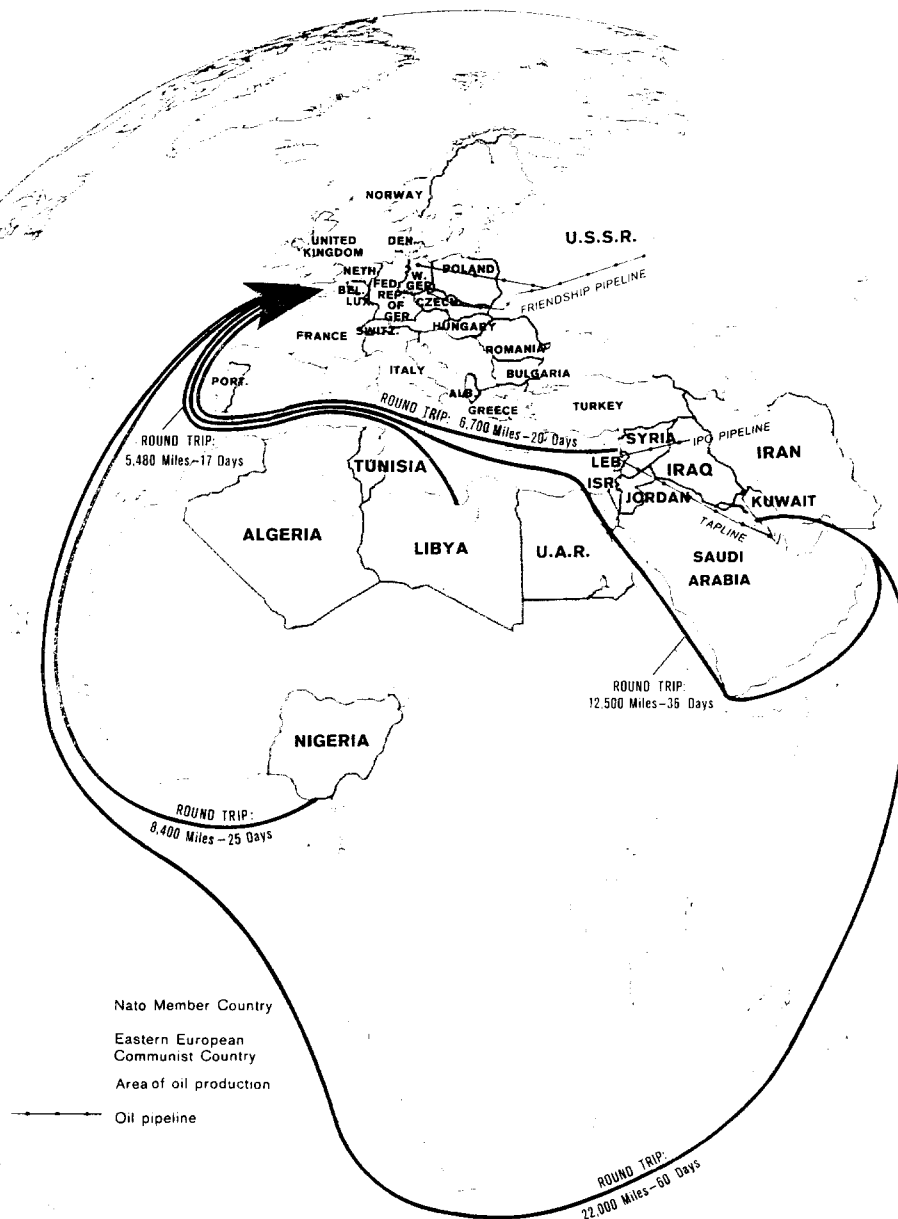 NORWAY
UNITED
KINGDOM
DEN.
U.S.S.R.
NETH.
W.
GER.
POLAND
BEL.
FED.
REP.
OF
GER.
LUX.
CZECH.
FRIENDSHIP PIPELINE
FRANCE
SWITZ.
HUNGARY
ROMANIA
ITALY
BULGARIA
PORT.
ALB.
GREECE
TURKEY
ROUND TRIP:
6,700 Miles–20 Days
ROUND TRIP:
5,480 Miles–17 Days
SYRIA
IPC PIPELINE
TUNISIA
LEB.
IRAQ
IRAN
ISR.
JORDAN
KUWAIT
ALGERIA
LIBYA
U.A.R.
TAPLINE
SAUDI
ARABIA
ROUND TRIP:
12,500 Miles–36 Days
NIGERIA
ROUND TRIP:
8,400 Miles–25 Days
Nato Member Country
Eastern European
Communist Country
Area of oil production
Oil pipeline
ROUND TRIP:
22,000 Miles–60 Days